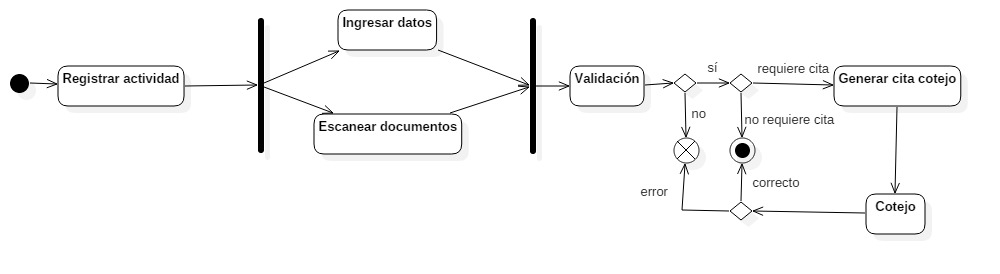 Ingresar datos
Registrar actividad
Validación
sí
requiere cita
Generar cita cotejo
Escanear documentos
no
no requiere cita
error
correcto
Cotejo